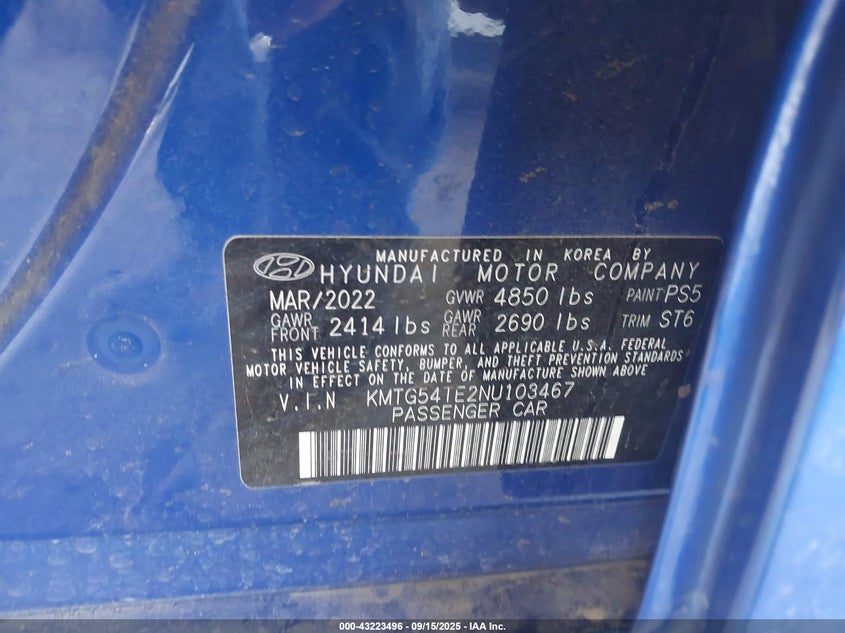 MANUFACTURED IN KOREA BY
HYUNDAI MOTOR COMPANY
MAR/2022 GVWR 4850 lbs PAINT PS5
GAWR FRONT 2414 lbs GAWR REAR 2690 lbs TRIM ST6
THIS VEHICLE CONFORMS TO ALL APPLICABLE U.S.A. FEDERAL
MOTOR VEHICLE SAFETY, BUMPER, AND THEFT PREVENTION STANDARDS
IN EFFECT ON THE DATE OF MANUFACTURE SHOWN ABOVE
V.I.N KMTG54TE2NU103467
PASSENGER CAR
000-43223496 - 09/15/2025 - IAA Inc.